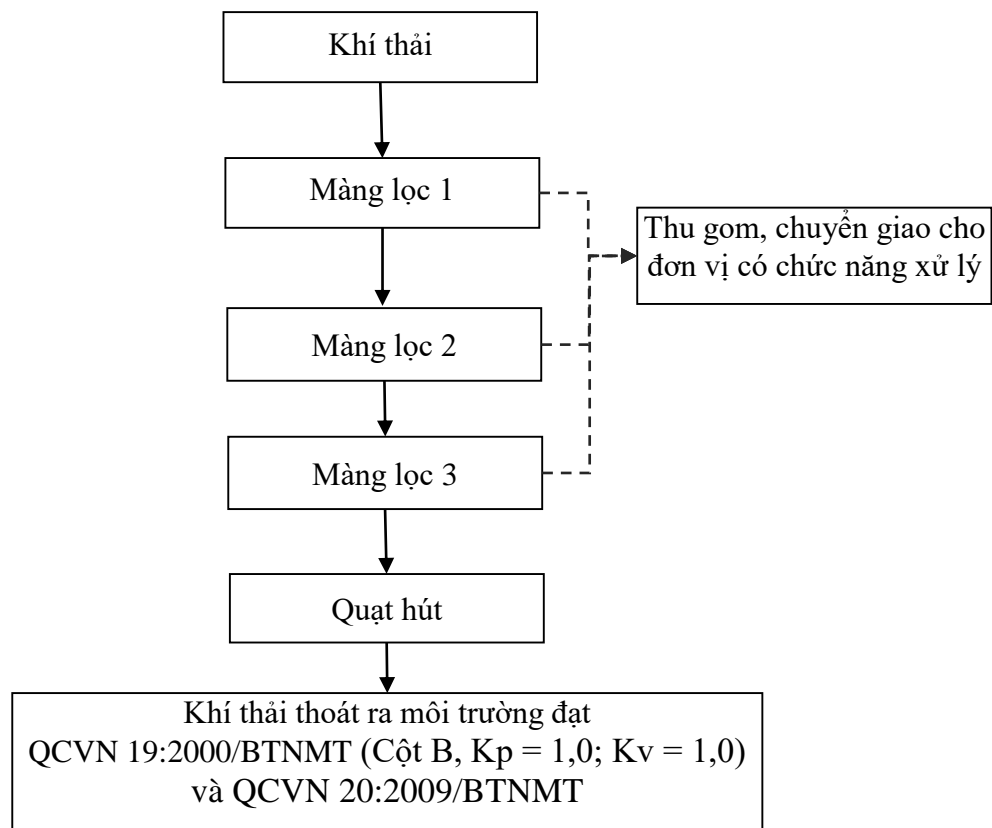 Khí thải
Màng lọc 1
Thu gom, chuyển giao cho
đơn vị có chức năng xử lý
Màng lọc 2
Màng lọc 3
Quạt hút
Khí thải thoát ra môi trường đạt
QCVN 19:2000/BTNMT (Cột B, Kp = 1,0; Kv = 1,0)
và QCVN 20:2009/BTNMT